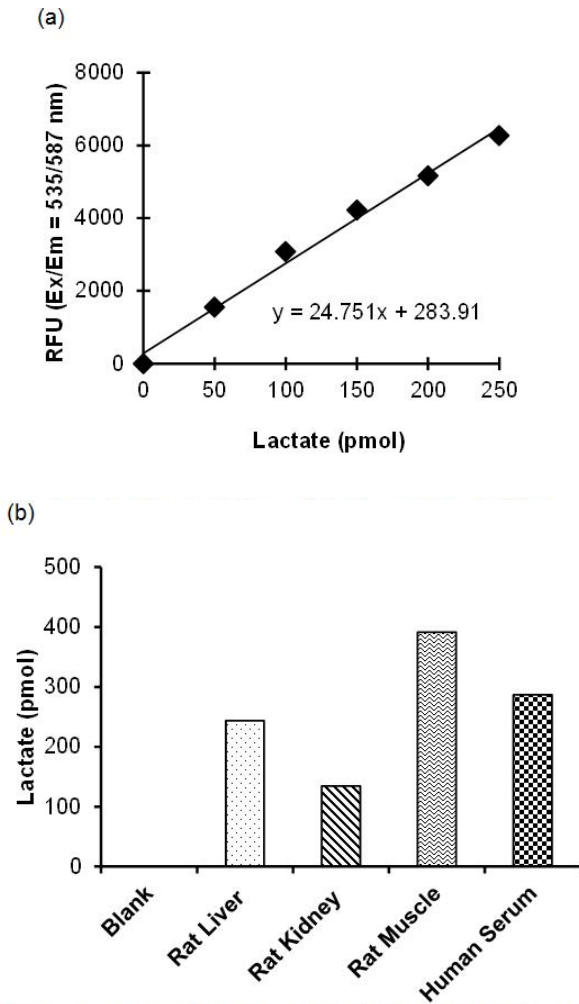 (a)
8000
6000
4000
2000
0
RFU (Ex/Em = 535/587 nm)
y = 24.751x + 283.91
0 50 100 150 200 250
Lactate (pmol)
(b)
500
400
300
200
100
0
Lactate (pmol)
Blank
Rat Liver
Rat Kidney
Rat Muscle
Human Serum